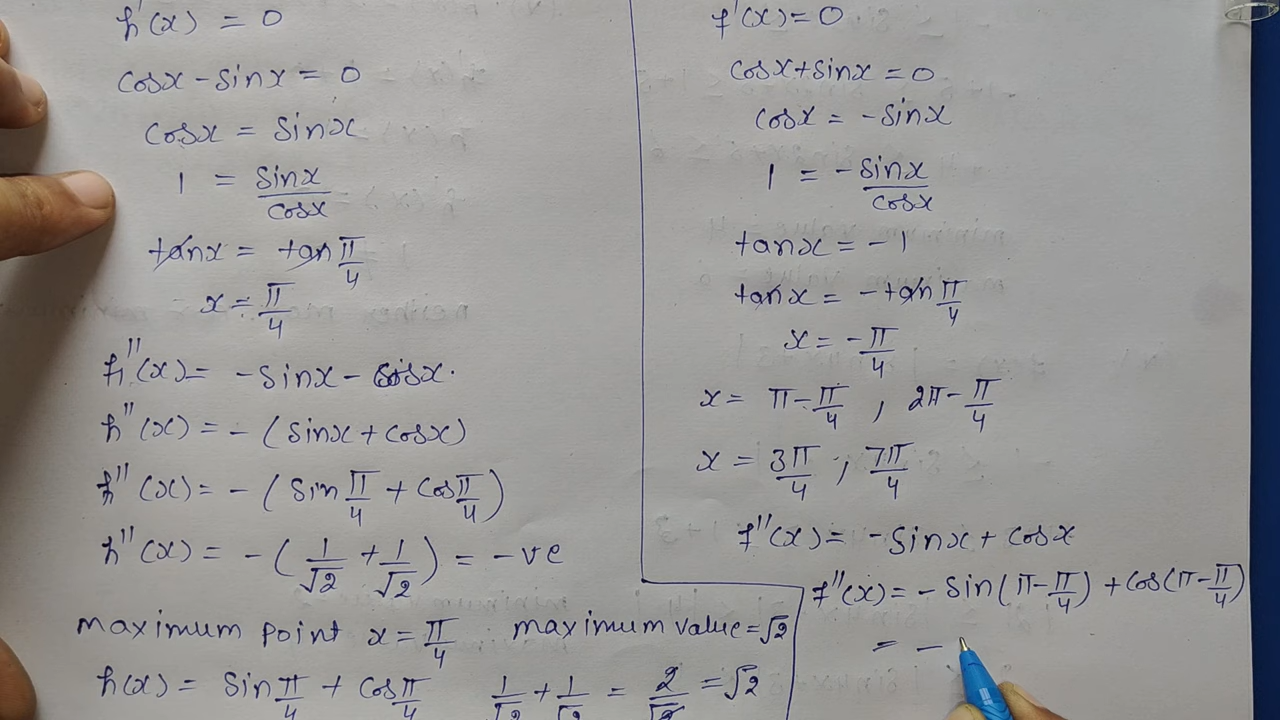 h'(x) = 0
cosx - sinx = 0
cosx = sinx
1 = sinx/cosx
tanx = tan π/4
x = π/4
h''(x) = -sinx - cosx.
h''(x) = -(sinx + cosx)
h''(x) = -(sin π/4 + cos π/4)
h''(x) = -(1/√2 + 1/√2) = -ve
maximum point x = π/4 maximum value = √2
h(x) = sin π/4 + cos π/4 1/√2 + 1/√2 = 2/√2 = √2
f'(x) = 0
cosx + sinx = 0
cosx = -sinx
1 = -sinx/cosx
tanx = -1
tanx = -tan π/4
x = -π/4
x = π - π/4 , 2π - π/4
x = 3π/4 , 7π/4
f''(x) = -sinx + cosx
f''(x) = -sin(π - π/4) + cos(π - π/4)
= -